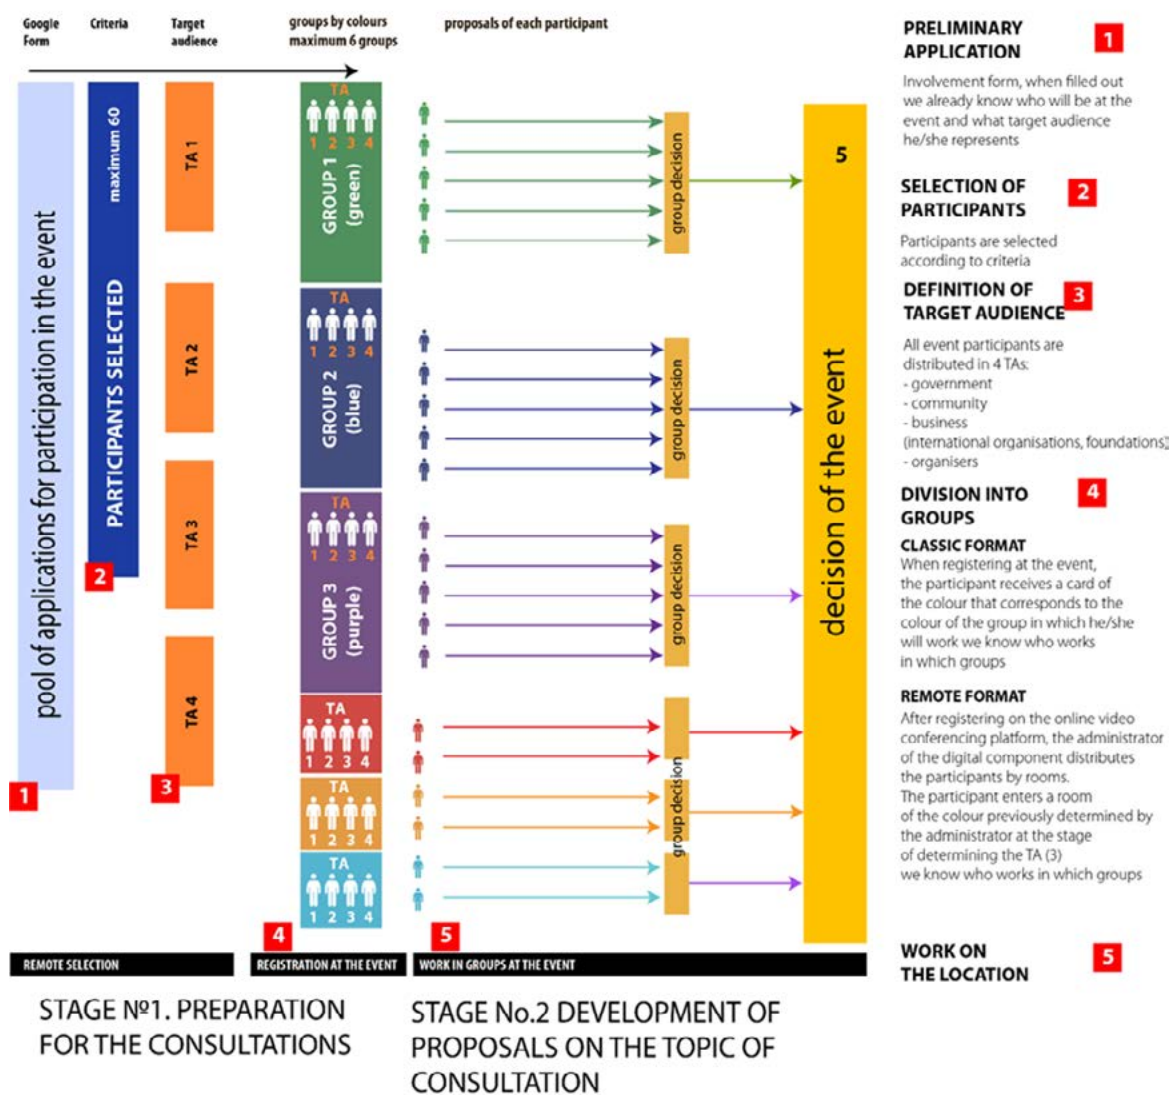 Google
Form
Criteria
Target
audience
groups by colours
maximum 6 groups
proposals of each participant
pool of applications for participation in the event
1
maximum 60
PARTICIPANTS SELECTED
2
TA 1
TA 2
TA 3
TA 4
3
TA
1 2 3 4
GROUP 1
(green)
TA
1 2 3 4
GROUP 2
(blue)
TA
1 2 3 4
GROUP 3
(purple)
TA
1 2 3 4
TA
1 2 3 4
TA
1 2 3 4
group decision
group decision
group decision
group decision
5
decision of the event
4
5
REMOTE SELECTION
REGISTRATION AT THE EVENT
WORK IN GROUPS AT THE EVENT
STAGE №1. PREPARATION
FOR THE CONSULTATIONS
STAGE No.2 DEVELOPMENT OF
PROPOSALS ON THE TOPIC OF
CONSULTATION
PRELIMINARY
APPLICATION
1
Involvement form, when filled out
we already know who will be at the
event and what target audience
he/she represents
SELECTION OF
PARTICIPANTS
2
Participants are selected
according to criteria
DEFINITION OF
TARGET AUDIENCE
3
All event participants are
distributed in 4 TAs:
- government
- community
- business
(international organisations, foundations)
- organisers
DIVISION INTO
GROUPS
4
CLASSIC FORMAT
When registering at the event,
the participant receives a card of
the colour that corresponds to the
colour of the group in which he/she
will work we know who works
in which groups
REMOTE FORMAT
After registering on the online video
conferencing platform, the administrator
of the digital component distributes
the participants by rooms.
The participant enters a room
of the colour previously determined by
the administrator at the stage
of determining the TA (3)
we know who works in which groups
WORK ON
THE LOCATION
5